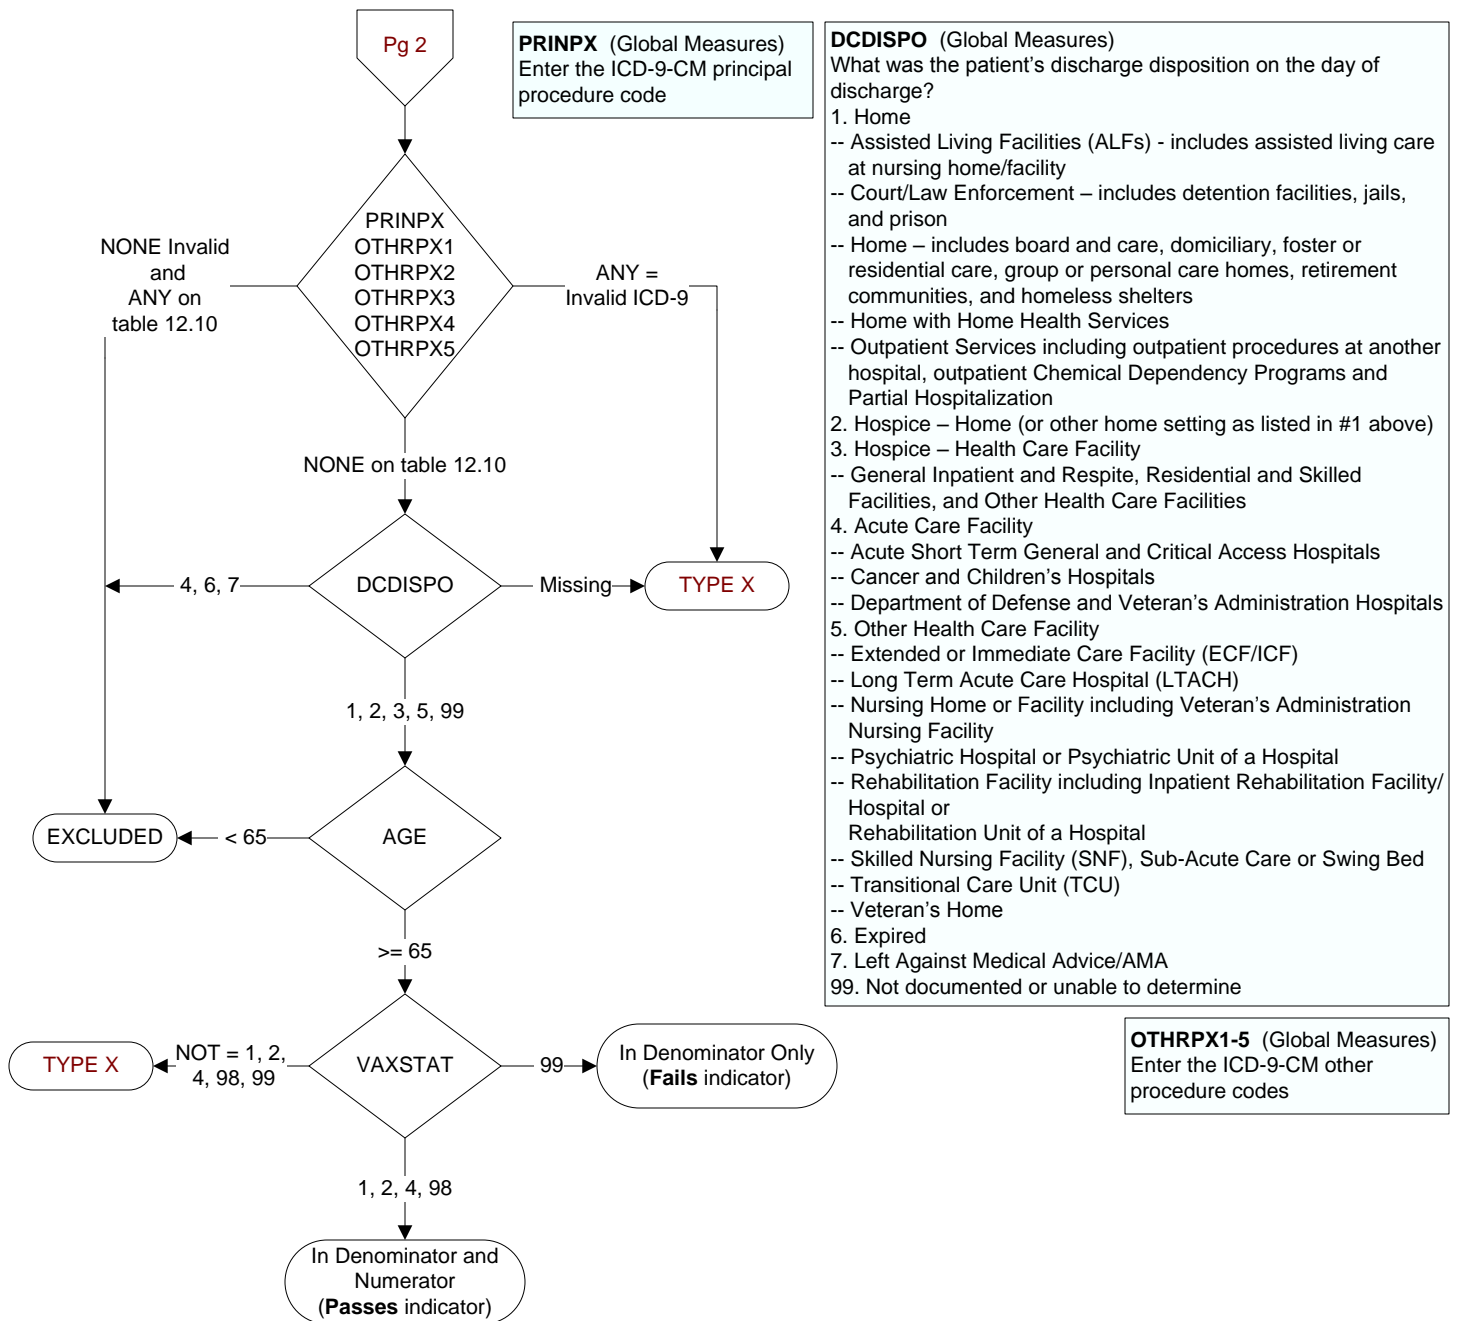 Pg 2
PRINPX (Global Measures)
Enter the ICD-9-CM principal
procedure code
DCDISPO (Global Measures)
What was the patient's discharge disposition on the day of
discharge?
1. Home
-- Assisted Living Facilities (ALFs) - includes assisted living care
at nursing home/facility
-- Court/Law Enforcement – includes detention facilities, jails,
and prison
-- Home – includes board and care, domiciliary, foster or
residential care, group or personal care homes, retirement
communities, and homeless shelters
-- Home with Home Health Services
-- Outpatient Services including outpatient procedures at another
hospital, outpatient Chemical Dependency Programs and
Partial Hospitalization
2. Hospice – Home (or other home setting as listed in #1 above)
3. Hospice – Health Care Facility
-- General Inpatient and Respite, Residential and Skilled
Facilities, and Other Health Care Facilities
4. Acute Care Facility
-- Acute Short Term General and Critical Access Hospitals
-- Cancer and Children's Hospitals
-- Department of Defense and Veteran's Administration Hospitals
5. Other Health Care Facility
-- Extended or Immediate Care Facility (ECF/ICF)
-- Long Term Acute Care Hospital (LTACH)
-- Nursing Home or Facility including Veteran's Administration
Nursing Facility
-- Psychiatric Hospital or Psychiatric Unit of a Hospital
-- Rehabilitation Facility including Inpatient Rehabilitation Facility/
Hospital or
Rehabilitation Unit of a Hospital
-- Skilled Nursing Facility (SNF), Sub-Acute Care or Swing Bed
-- Transitional Care Unit (TCU)
-- Veteran's Home
6. Expired
7. Left Against Medical Advice/AMA
99. Not documented or unable to determine
OTHRPX1-5 (Global Measures)
Enter the ICD-9-CM other
procedure codes
PRINPX
OTHRPX1
OTHRPX2
OTHRPX3
OTHRPX4
OTHRPX5
NONE Invalid
and
ANY on
table 12.10
ANY =
Invalid ICD-9
NONE on table 12.10
4, 6, 7
DCDISPO
Missing
TYPE X
1, 2, 3, 5, 99
EXCLUDED
< 65
AGE
>= 65
TYPE X
NOT = 1, 2,
4, 98, 99
VAXSTAT
99
In Denominator Only
(Fails indicator)
1, 2, 4, 98
In Denominator and
Numerator
(Passes indicator)